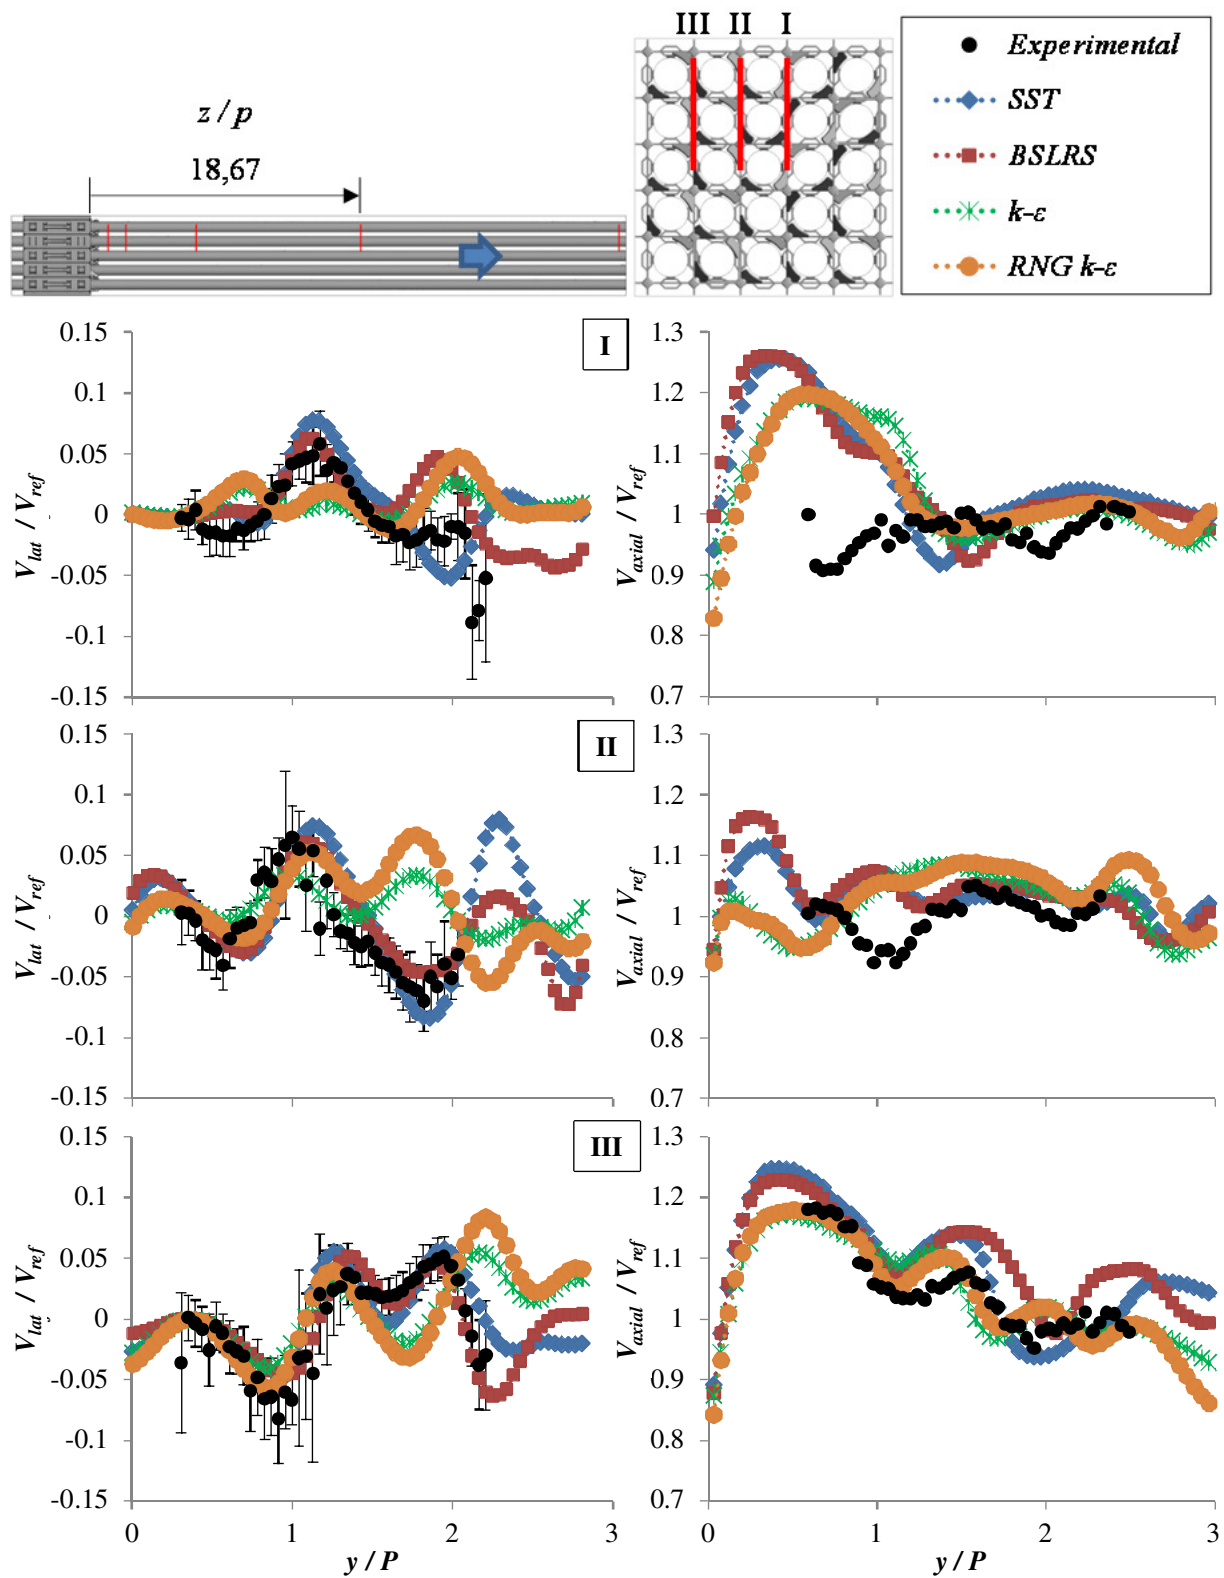 III II I
z / p
18,67
Experimental
SST
BSLRS
k-ε
RNG k-ε
I
0.15
0.1
0.05
0
-0.05
-0.1
-0.15
V_lat / V_ref
1.3
1.2
1.1
1
0.9
0.8
0.7
V_axial / V_ref
II
0.15
0.1
0.05
0
-0.05
-0.1
-0.15
V_lat / V_ref
1.3
1.2
1.1
1
0.9
0.8
0.7
V_axial / V_ref
III
0.15
0.1
0.05
0
-0.05
-0.1
-0.15
V_lat / V_ref
0 1 2 3
y / P
1.3
1.2
1.1
1
0.9
0.8
0.7
V_axial / V_ref
0 1 2 3
y / P